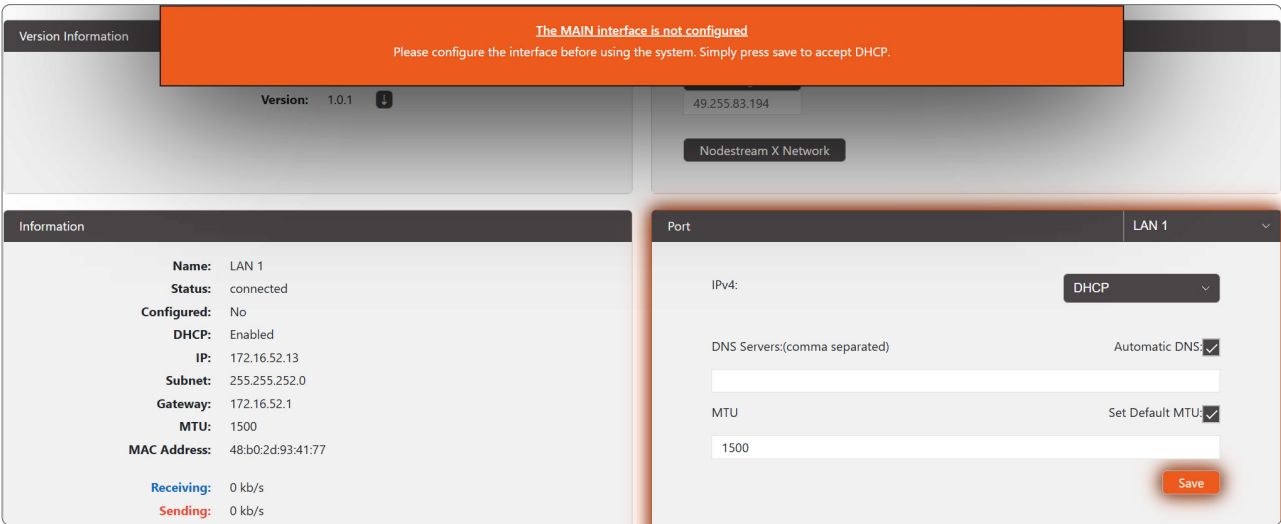 The MAIN interface is not configured
Please configure the interface before using the system. Simply press save to accept DHCP.
Version Information
Version: 1.0.1
49.255.83.194
Nodestream X Network
Information
Name: LAN 1
Status: connected
Configured: No
DHCP: Enabled
IP: 172.16.52.13
Subnet: 255.255.252.0
Gateway: 172.16.52.1
MTU: 1500
MAC Address: 48:b0:2d:93:41:77
Receiving: 0 kb/s
Sending: 0 kb/s
Port LAN 1
IPv4: DHCP
DNS Servers:(comma separated) Automatic DNS:
MTU Set Default MTU:
1500
Save